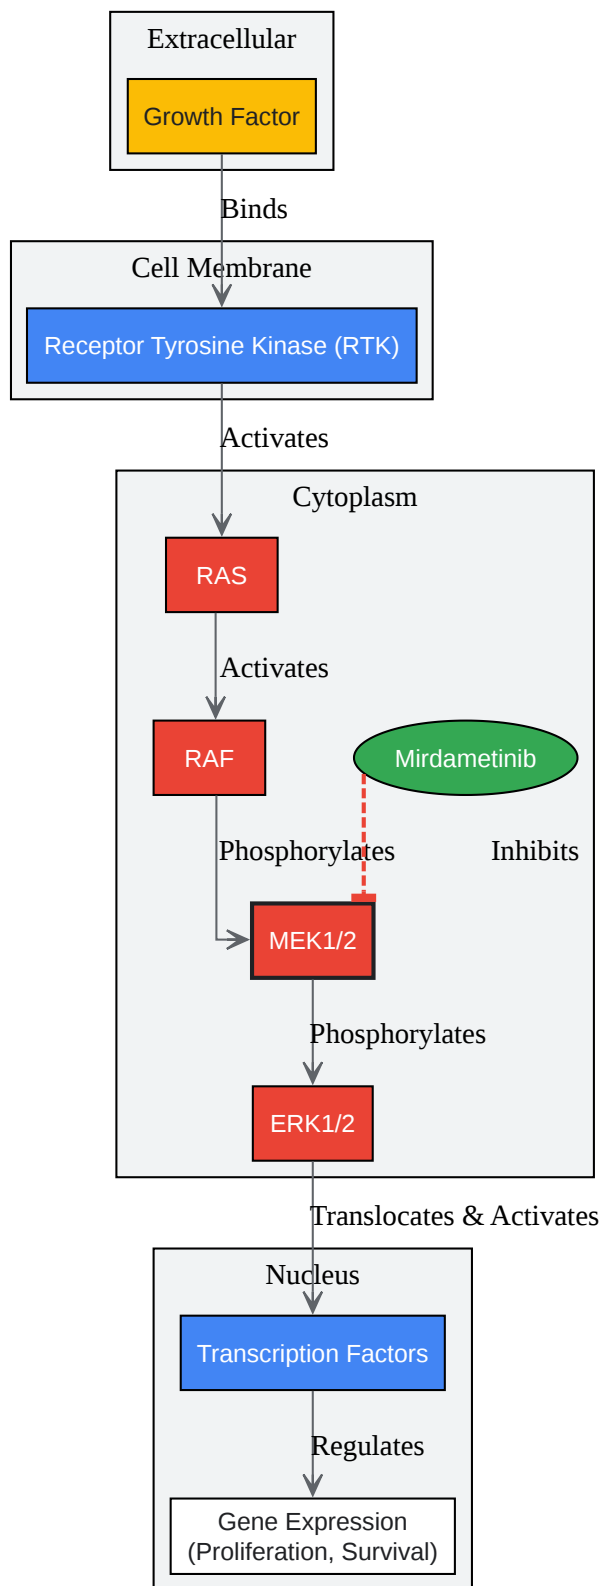 Extracellular
Growth Factor
Binds
Cell Membrane
Receptor Tyrosine Kinase (RTK)
Activates
Cytoplasm
RAS
Activates
RAF
Mirdametinib
Phosphorylates
Inhibits
MEK1/2
Phosphorylates
ERK1/2
Translocates & Activates
Nucleus
Transcription Factors
Regulates
Gene Expression
(Proliferation, Survival)